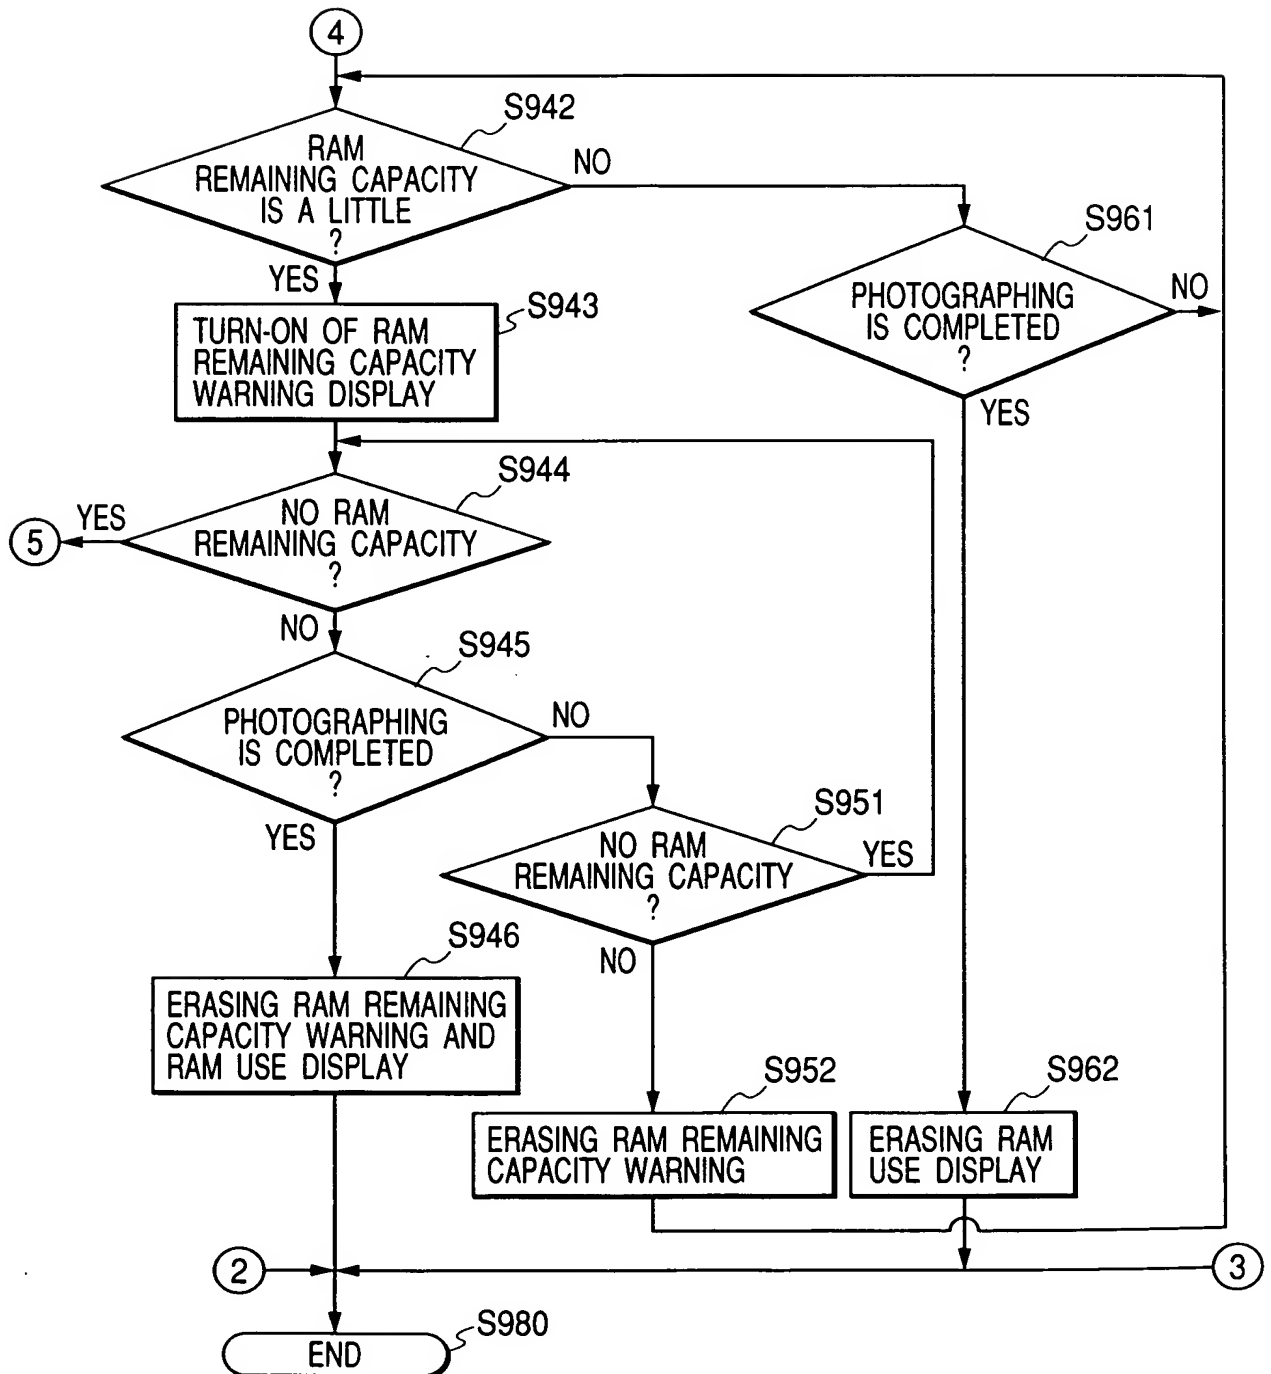 4
S942
RAM
REMAINING CAPACITY
IS A LITTLE
?
NO
YES
S961
PHOTOGRAPHING
IS COMPLETED
?
NO
YES
S943
TURN-ON OF RAM
REMAINING CAPACITY
WARNING DISPLAY
S944
NO RAM
REMAINING CAPACITY
?
YES
5
NO
S945
PHOTOGRAPHING
IS COMPLETED
?
NO
YES
S951
NO RAM
REMAINING CAPACITY
?
YES
NO
S946
ERASING RAM REMAINING
CAPACITY WARNING AND
RAM USE DISPLAY
S952
ERASING RAM REMAINING
CAPACITY WARNING
S962
ERASING RAM
USE DISPLAY
2
3
S980
END